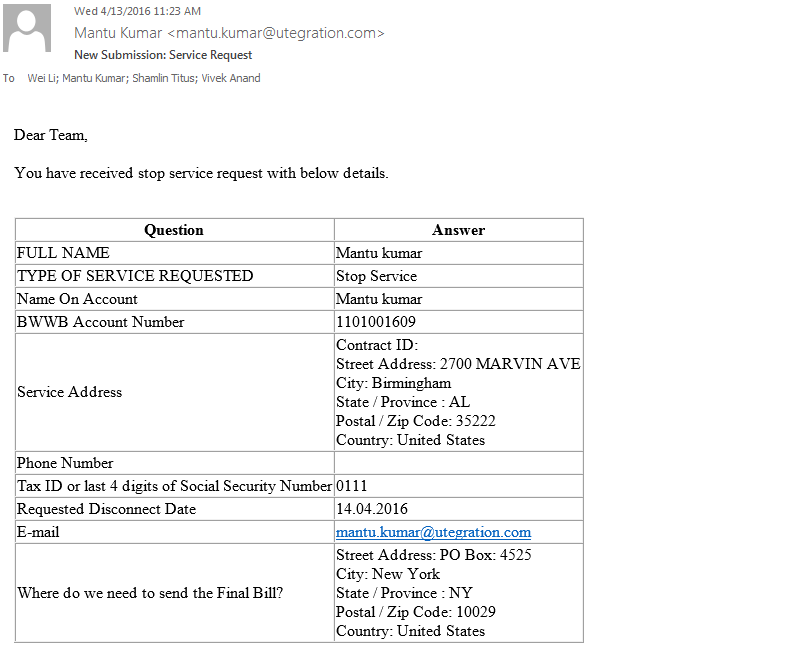 Wed 4/13/2016 11:23 AM
Mantu Kumar <mantu.kumar@utegration.com>
New Submission: Service Request
To Wei Li; Mantu Kumar; Shamlin Titus; Vivek Anand
Dear Team,
You have received stop service request with below details.
Question Answer
FULL NAME Mantu kumar
TYPE OF SERVICE REQUESTED Stop Service
Name On Account Mantu kumar
BWWB Account Number 1101001609
Service Address
Contract ID:
Street Address: 2700 MARVIN AVE
City: Birmingham
State / Province : AL
Postal / Zip Code: 35222
Country: United States
Phone Number
Tax ID or last 4 digits of Social Security Number 0111
Requested Disconnect Date 14.04.2016
E-mail mantu.kumar@utegration.com
Where do we need to send the Final Bill?
Street Address: PO Box: 4525
City: New York
State / Province : NY
Postal / Zip Code: 10029
Country: United States